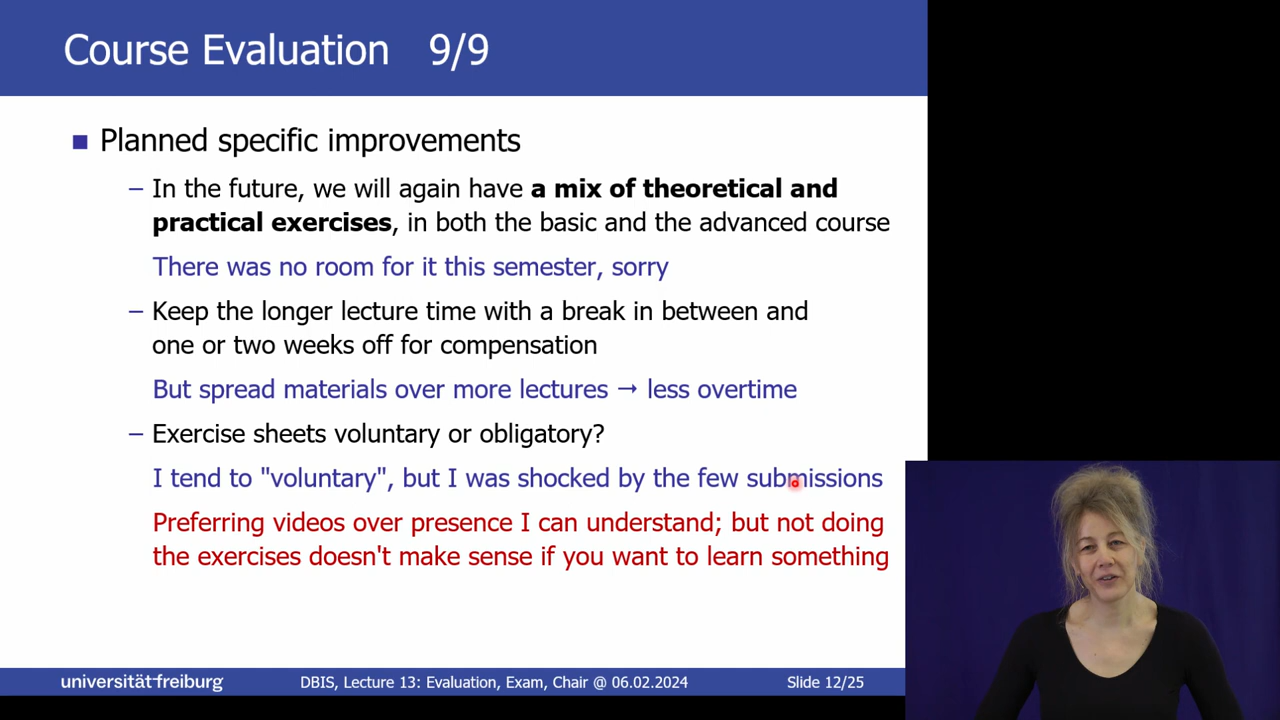 Course Evaluation 9/9
Planned specific improvements
– In the future, we will again have a mix of theoretical and
practical exercises, in both the basic and the advanced course
There was no room for it this semester, sorry
– Keep the longer lecture time with a break in between and
one or two weeks off for compensation
But spread materials over more lectures → less overtime
– Exercise sheets voluntary or obligatory?
I tend to "voluntary", but I was shocked by the few submissions
Preferring videos over presence I can understand; but not doing
the exercises doesn't make sense if you want to learn something
universität freiburg
DBIS, Lecture 13: Evaluation, Exam, Chair @ 06.02.2024
Slide 12/25